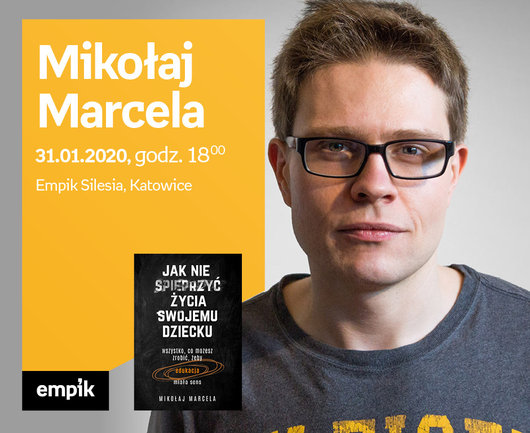 Mikołaj
Marcela
31.01.2020, godz. 18⁰⁰
Empik Silesia, Katowice
JAK NIE
SPIEPRZYĆ
ŻYCIA
SWOJEMU
DZIECKU
wszystko, co możesz
zrobić, żeby
edukacja
miała sens
MIKOŁAJ MARCELA
empik